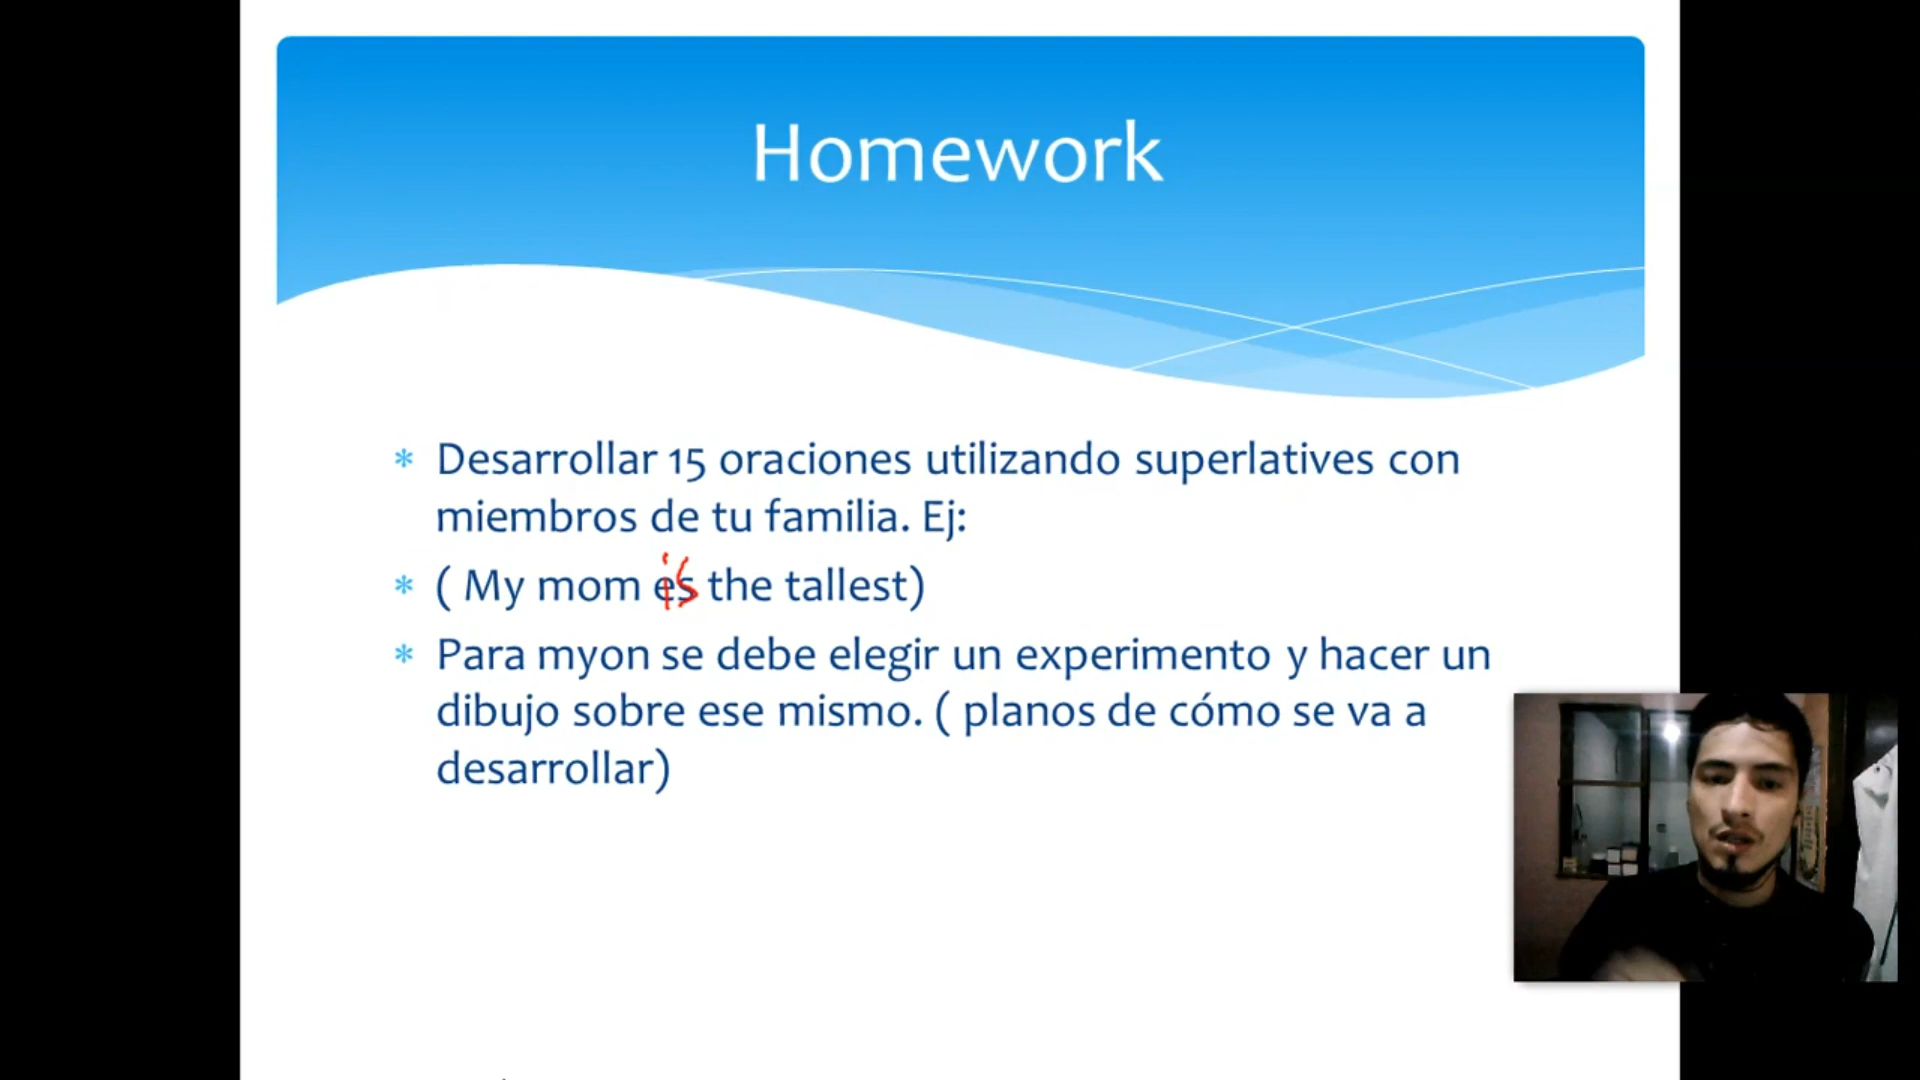 Homework
* Desarrollar 15 oraciones utilizando superlatives con
miembros de tu familia. Ej:
* ( My mom is the tallest)
* Para myon se debe elegir un experimento y hacer un
dibujo sobre ese mismo. ( planos de cómo se va a
desarrollar)